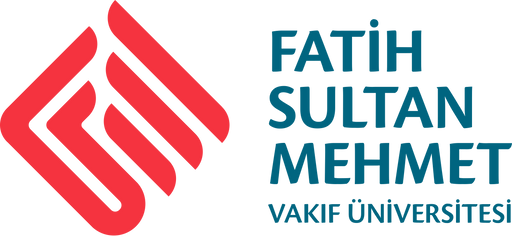 FATİH
SULTAN
MEHMET
VAKIF ÜNİVERSİTESİ